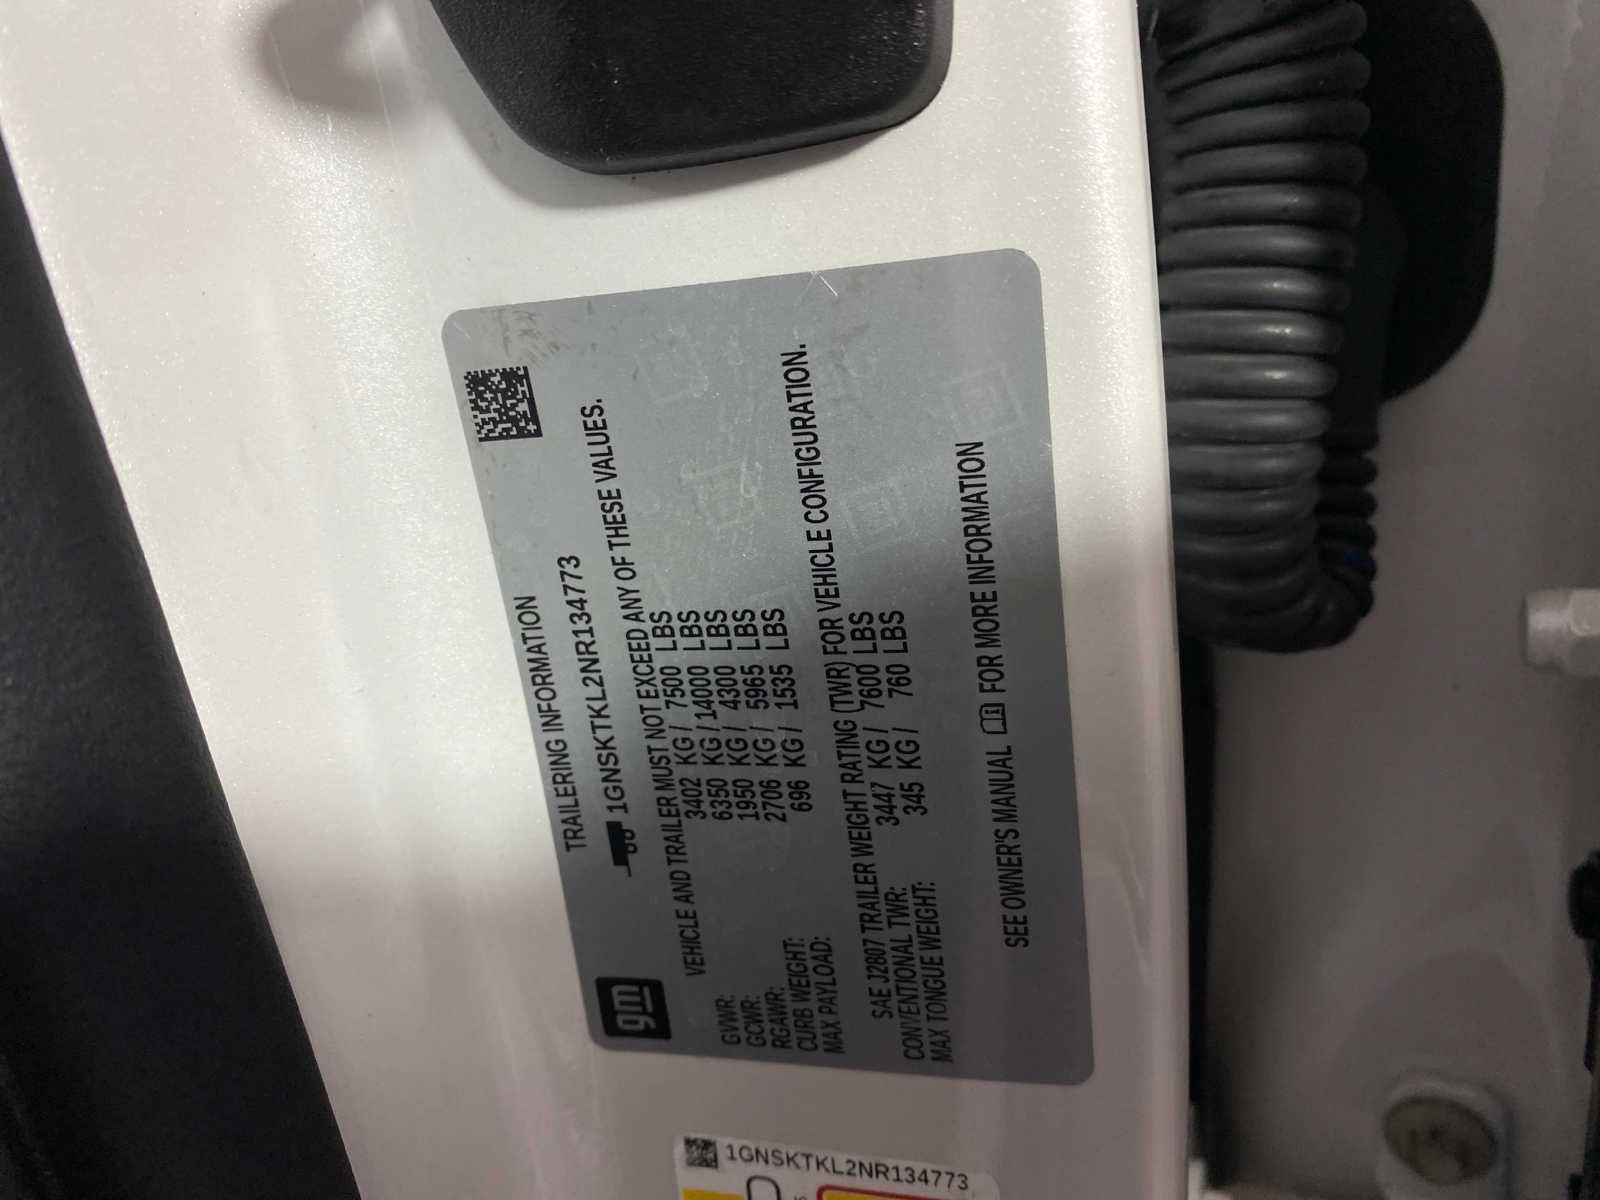 TRAILERING INFORMATION
gm
1GNSKTKL2NR134773
VEHICLE AND TRAILER MUST NOT EXCEED ANY OF THESE VALUES.
GVWR: 3402 KG / 7500 LBS
GCWR: 6350 KG / 14000 LBS
RGAWR: 1950 KG / 4300 LBS
CURB WEIGHT: 2706 KG / 5965 LBS
MAX PAYLOAD: 696 KG / 1535 LBS
SAE J2807 TRAILER WEIGHT RATING (TWR) FOR VEHICLE CONFIGURATION.
CONVENTIONAL TWR: 3447 KG / 7600 LBS
MAX TONGUE WEIGHT: 345 KG / 760 LBS
SEE OWNER'S MANUAL FOR MORE INFORMATION
1GNSKTKL2NR134773